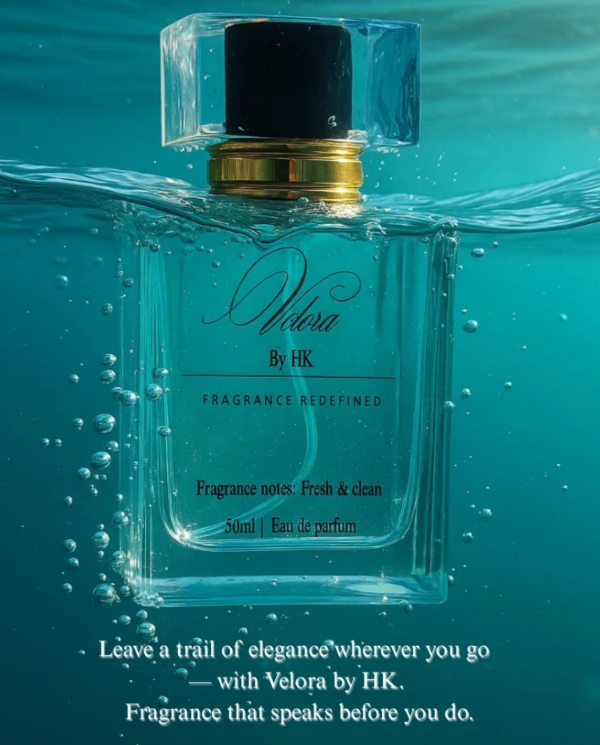 Velora
By HK
FRAGRANCE REDEFINED
Fragrance notes: Fresh & clean
50ml | Eau de parfum
Leave a trail of elegance wherever you go
— with Velora by HK.
Fragrance that speaks before you do.